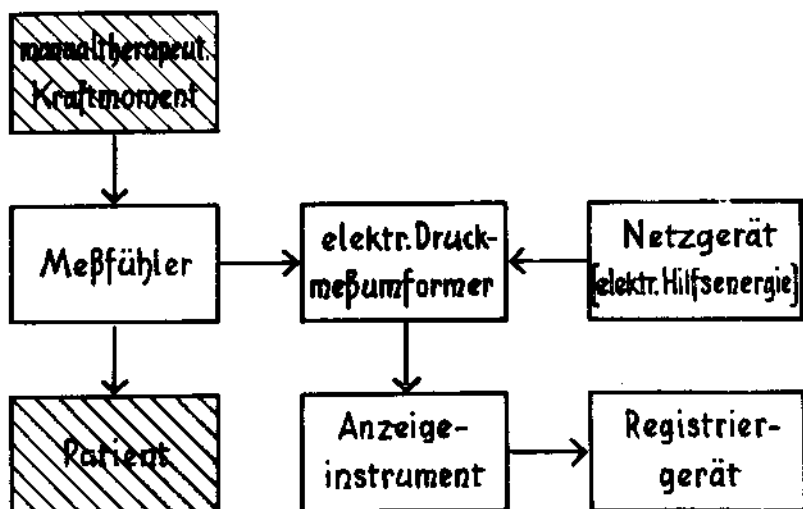 manualtherapeut.
Kraftmoment
Meßfühler
elektr. Druck-
meßumformer
Netzgerät
[elektr. Hilfsenergie]
Patient
Anzeige-
instrument
Registrier-
gerät